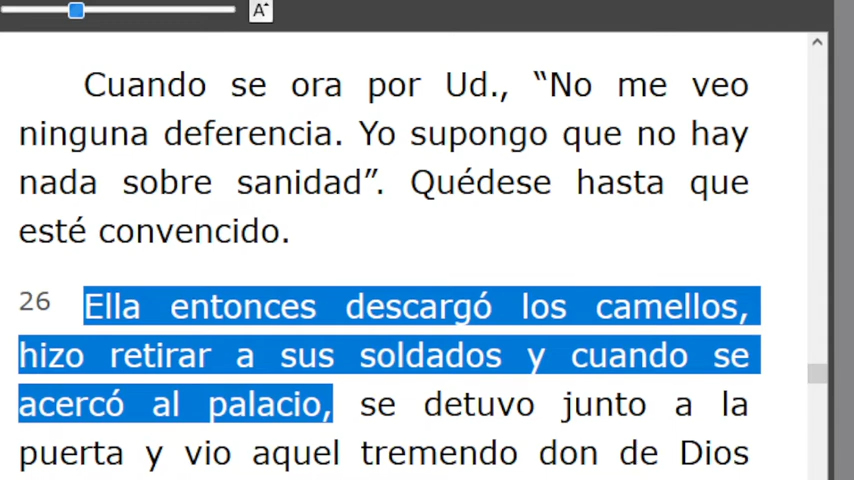 A
Cuando se ora por Ud., “No me veo
ninguna deferencia. Yo supongo que no hay
nada sobre sanidad”. Quédese hasta que
esté convencido.
26 Ella entonces descargó los camellos,
hizo retirar a sus soldados y cuando se
acercó al palacio, se detuvo junto a la
puerta y vio aquel tremendo don de Dios